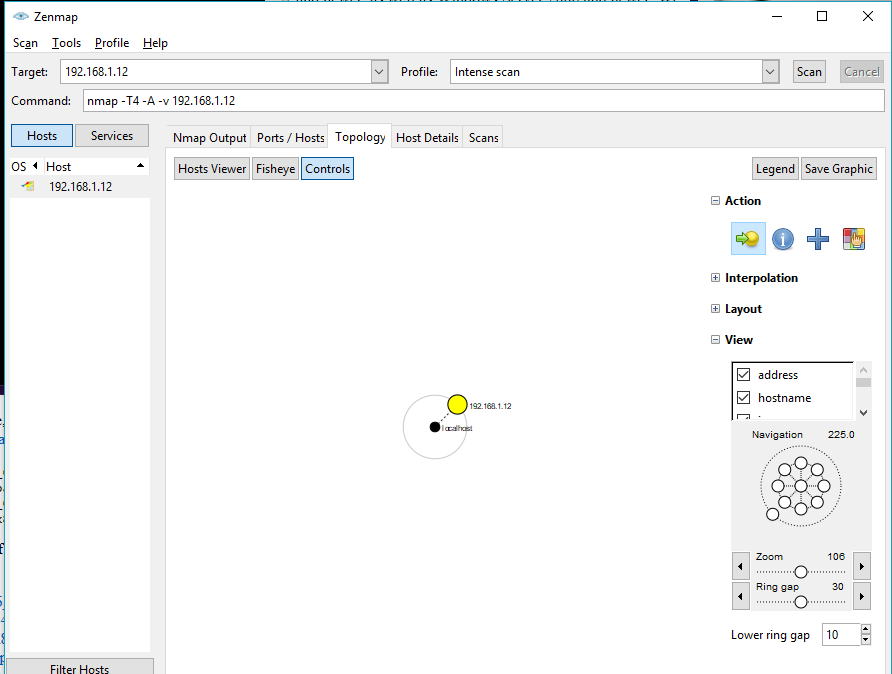 Zenmap
Scan Tools Profile Help
Target: 192.168.1.12 Profile: Intense scan Scan Cancel
Command: nmap -T4 -A -v 192.168.1.12
Hosts Services
Nmap Output Ports / Hosts Topology Host Details Scans
OS Host
192.168.1.12
Hosts Viewer Fisheye Controls Legend Save Graphic
Action
Interpolation
Layout
View
address
hostname
Navigation 225.0
192.168.1.12
localhost
Zoom 106
Ring gap 30
Lower ring gap 10
Filter Hosts